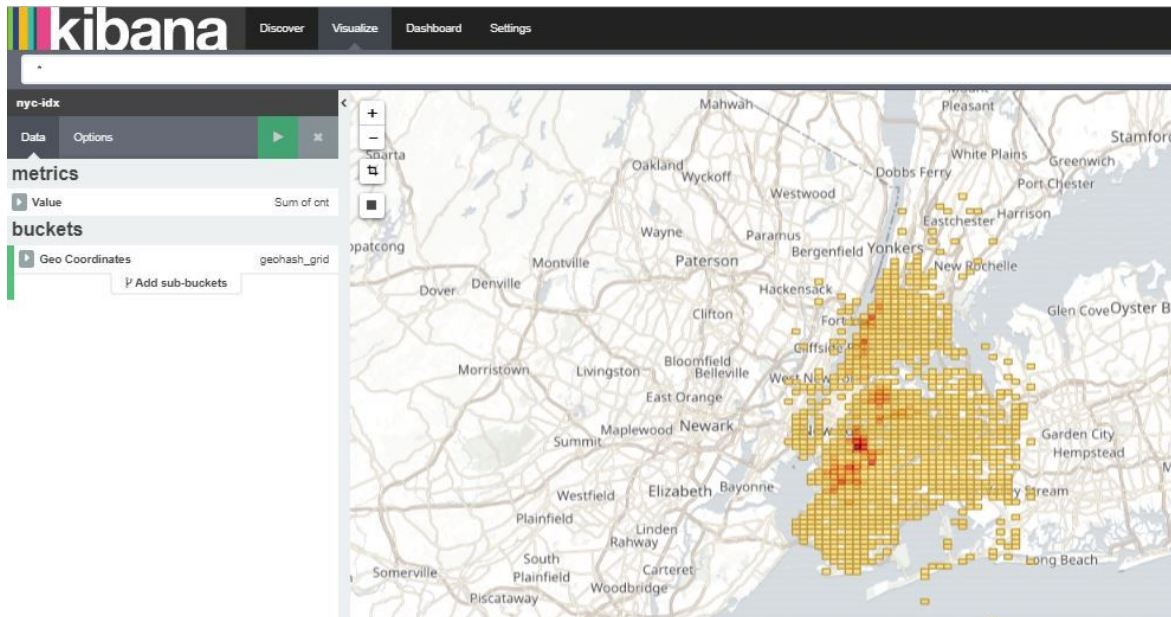 kibana
Discover Visualize Dashboard Settings
*
nyc-idx
Data Options
metrics
Value Sum of cnt
buckets
Geo Coordinates geohash_grid
Add sub-buckets
+
−
Mahwah
Pleasant
Stamford
Sparta
Oakland
Wyckoff
White Plains
Greenwich
Dobbs Ferry
Port Chester
Westwood
Eastchester
Harrison
Wayne
Paramus
opatcong
Bergenfield
Yonkers
Montville
Paterson
New Rochelle
Dover
Denville
Hackensack
Clifton
Fort
Glen Cove
Oyster B
Cliffside
Morristown
Livingston
Bloomfield
Belleville
West New
East Orange
Maplewood
Newark
New
Garden City
Summit
Hempstead
Westfield
Elizabeth
Bayonne
y Stream
Plainfield
Linden
Rahway
South
Plainfield
Carteret
Somerville
Woodbridge
Piscataway
Long Beach